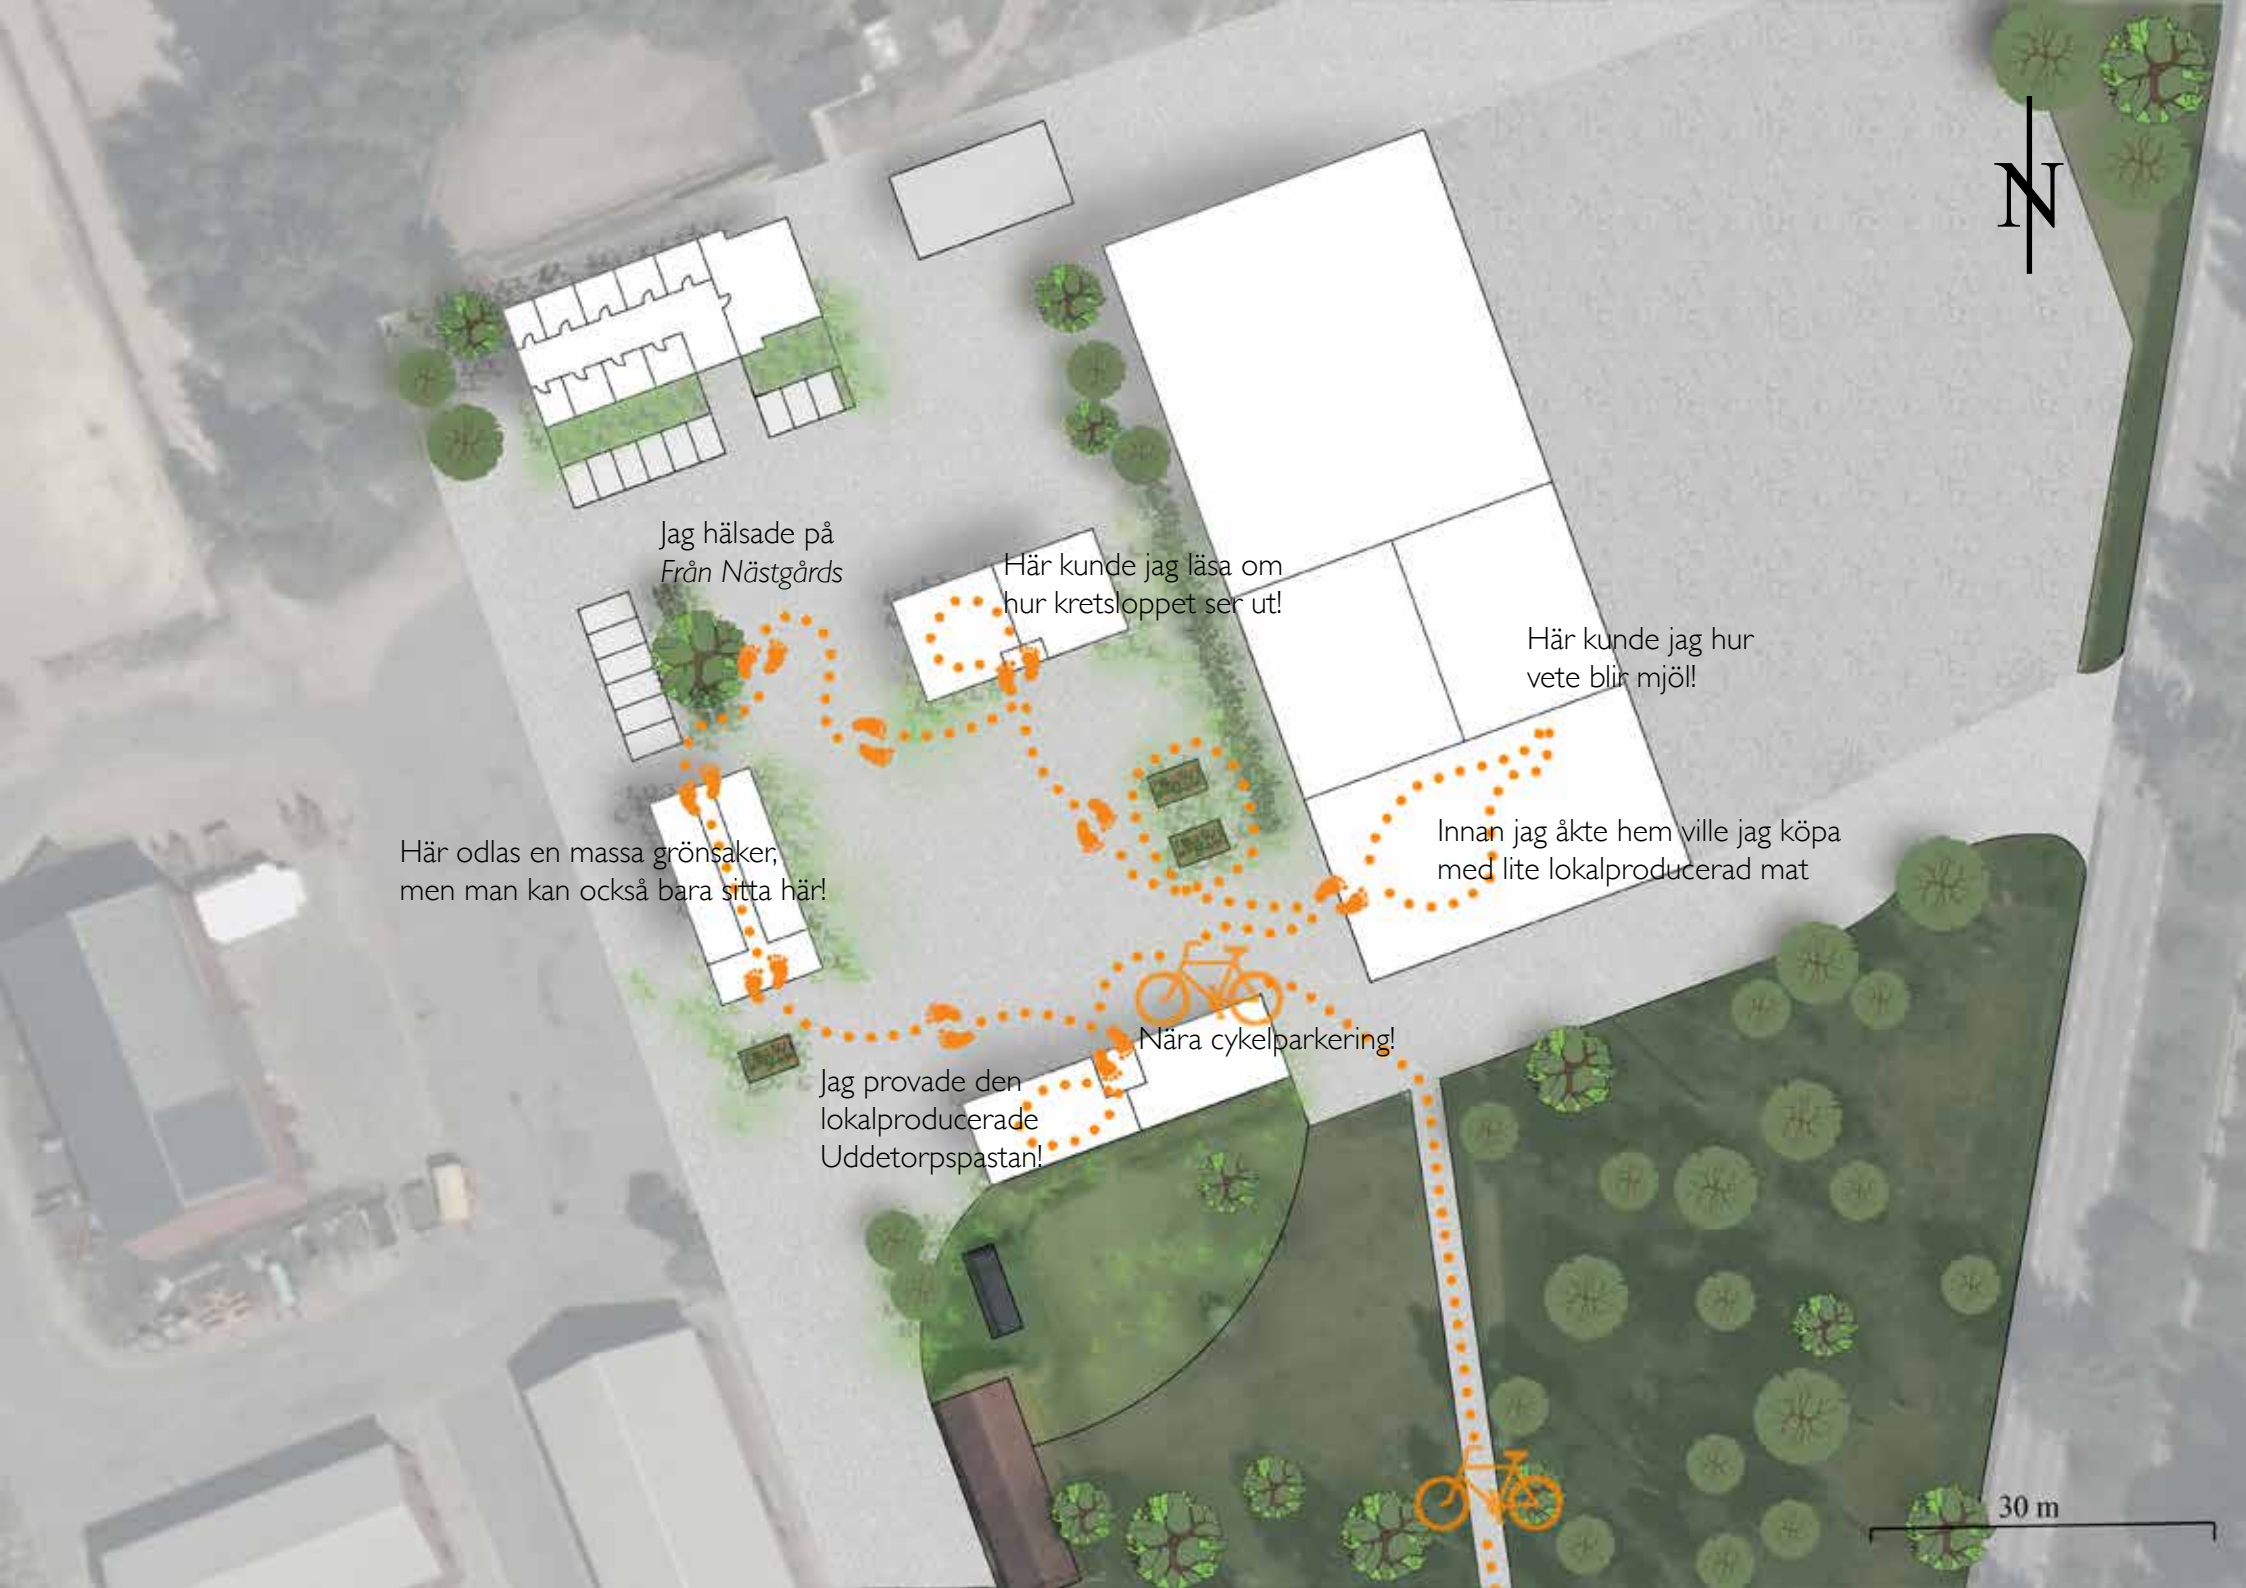 N
Jag hälsade på
Från Nästgårds
Här kunde jag läsa om
hur kretsloppet ser ut!
Här kunde jag hur
vete blir mjöl!
Här odlas en massa grönsaker,
men man kan också bara sitta här!
Innan jag åkte hem ville jag köpa
med lite lokalproducerad mat
Nära cykelparkering!
Jag provade den
lokalproducerade
Uddetorpspastan!
30 m